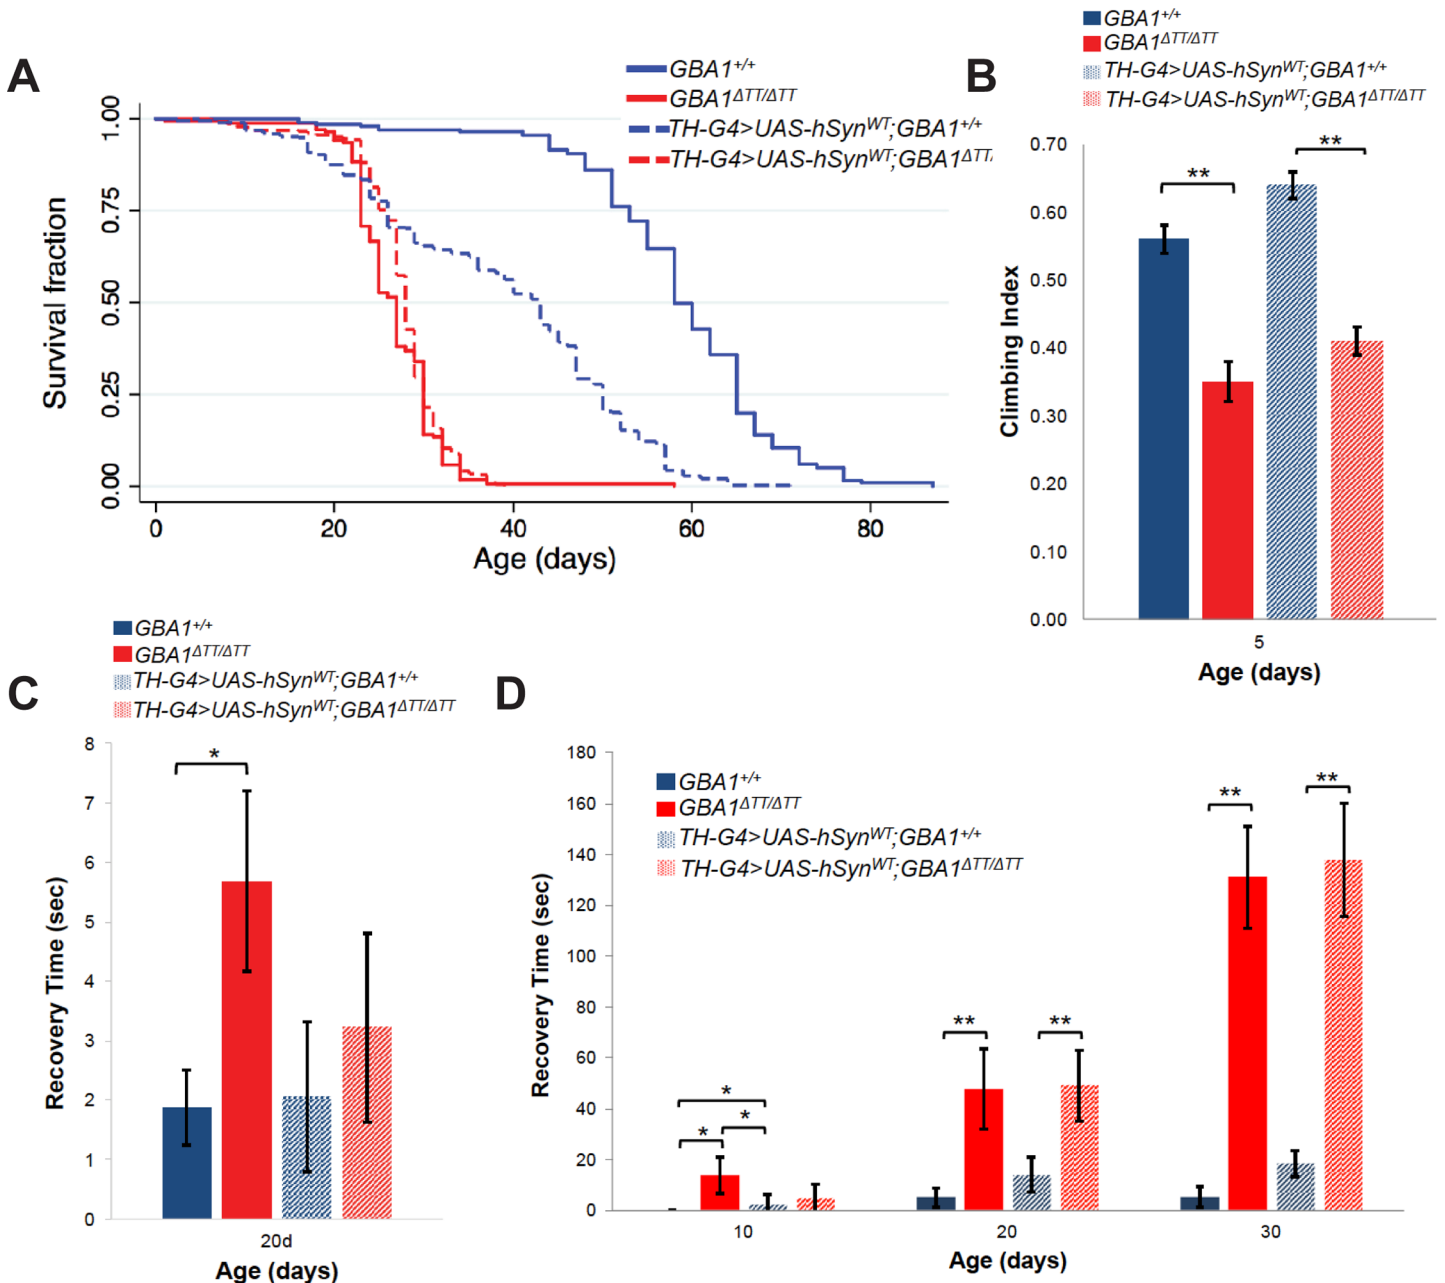 A
GBA1+/+
GBA1ΔTT/ΔTT
TH-G4>UAS-hSynWT;GBA1+/+
TH-G4>UAS-hSynWT;GBA1ΔTT/
Survival fraction
1.00
0.75
0.50
0.25
0.00
0 20 40 60 80
Age (days)
B
GBA1+/+
GBA1ΔTT/ΔTT
TH-G4>UAS-hSynWT;GBA1+/+
TH-G4>UAS-hSynWT;GBA1ΔTT/ΔTT
Climbing Index
0.70
0.60
0.50
0.40
0.30
0.20
0.10
0.00
** **
5
Age (days)
C
GBA1+/+
GBA1ΔTT/ΔTT
TH-G4>UAS-hSynWT;GBA1+/+
TH-G4>UAS-hSynWT;GBA1ΔTT/ΔTT
Recovery Time (sec)
8
7
6
5
4
3
2
1
0
*
20d
Age (days)
D
GBA1+/+
GBA1ΔTT/ΔTT
TH-G4>UAS-hSynWT;GBA1+/+
TH-G4>UAS-hSynWT;GBA1ΔTT/ΔTT
Recovery Time (sec)
180
160
140
120
100
80
60
40
20
0
* * *
** **
** **
10 20 30
Age (days)